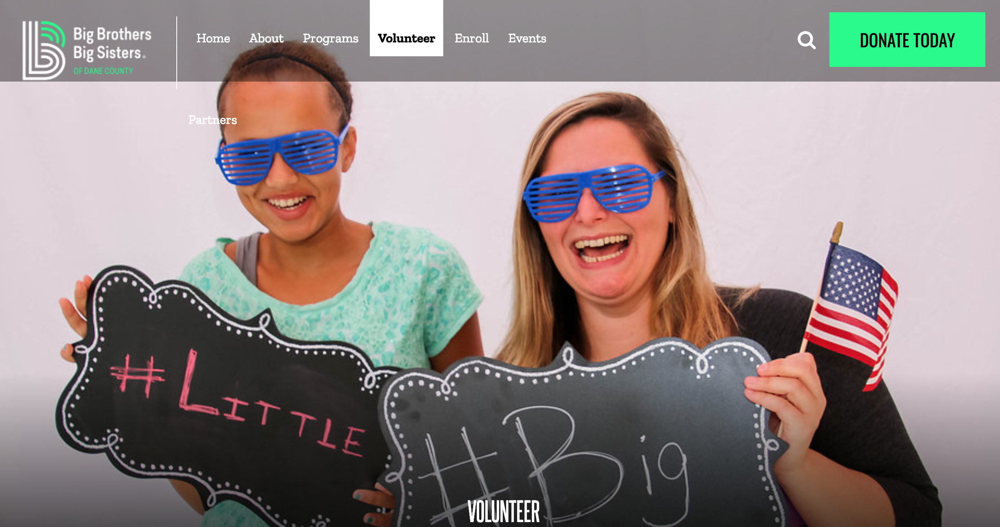 Big Brothers
Big Sisters.
OF DANE COUNTY
Home
About
Programs
Volunteer
Enroll
Events
DONATE TODAY
Partners
#LITTLE
#Big
VOLUNTEER